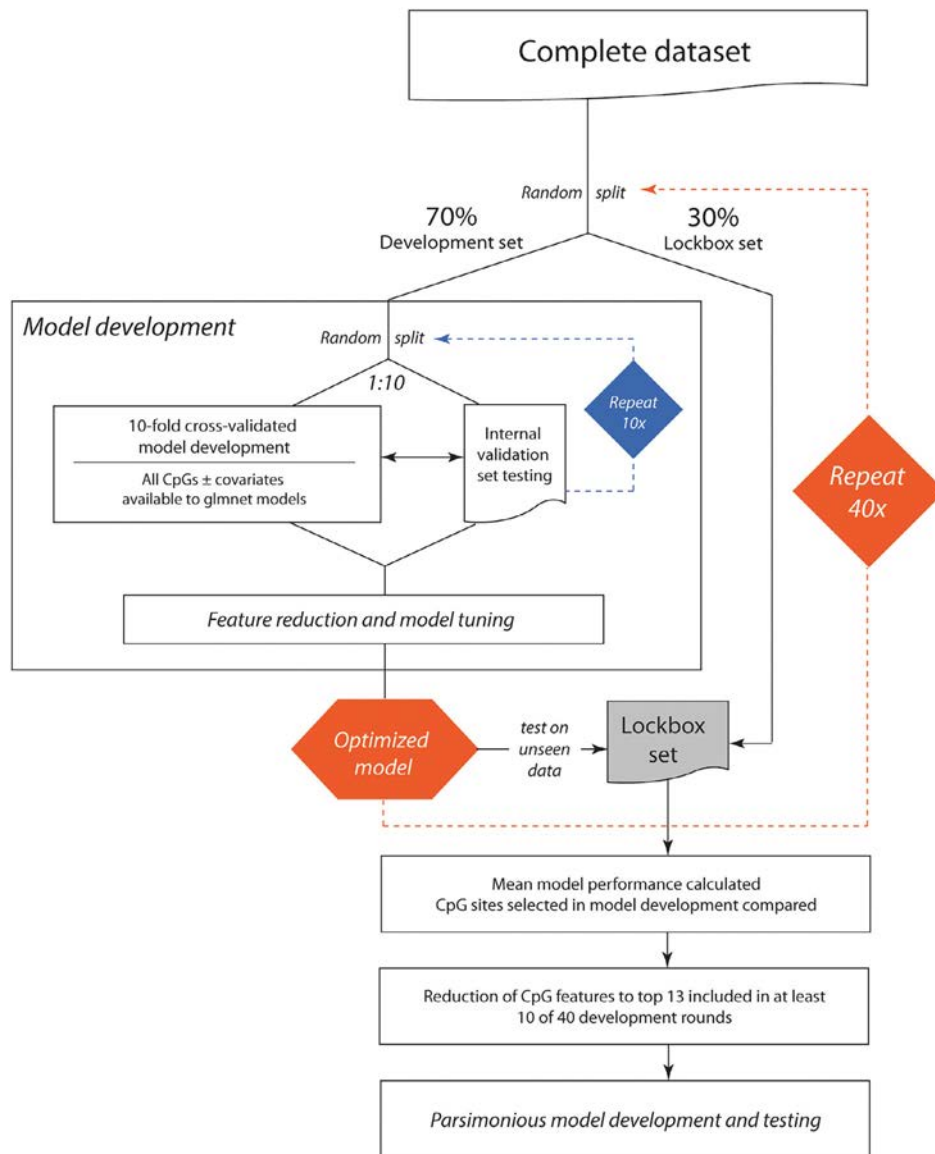 Complete dataset
Random split
70%
Development set
30%
Lockbox set
Model development
Random split
1:10
Repeat
10x
10-fold cross-validated
model development
All CpGs ± covariates
available to glmnet models
Internal
validation
set testing
Repeat
40x
Feature reduction and model tuning
Optimized
model
test on
unseen
data
Lockbox
set
Mean model performance calculated
CpG sites selected in model development compared
Reduction of CpG features to top 13 included in at least
10 of 40 development rounds
Parsimonious model development and testing